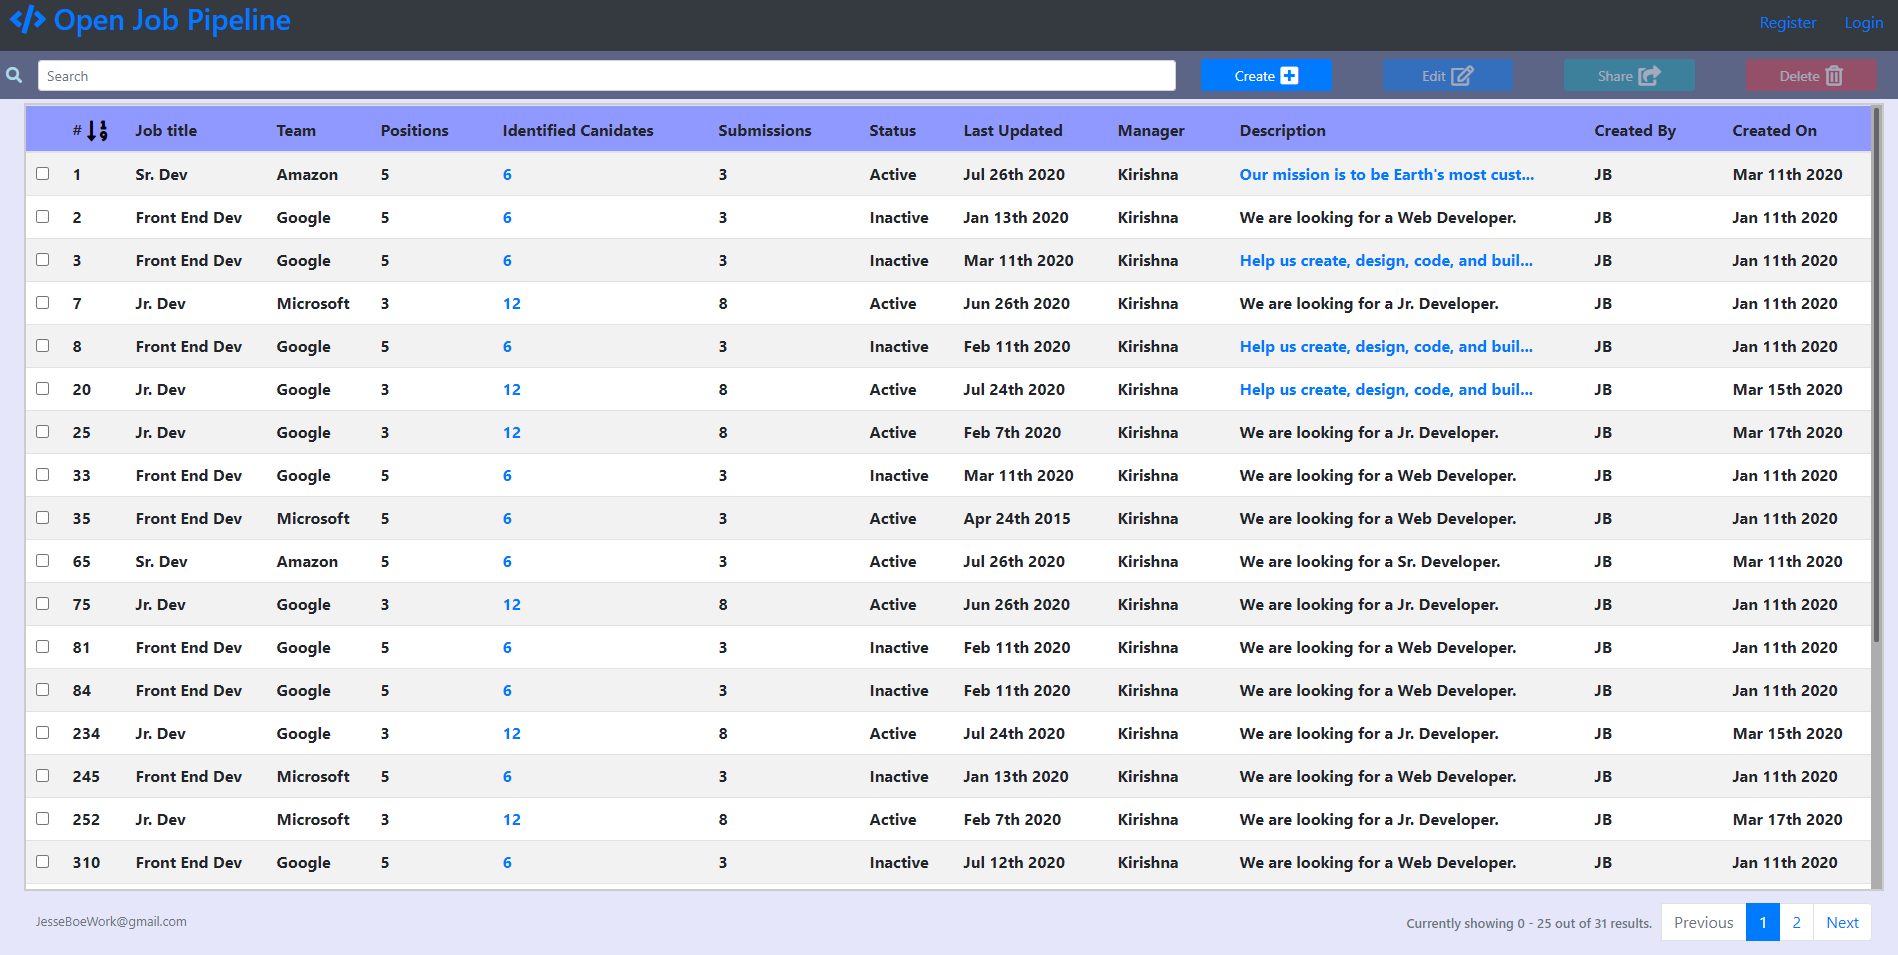 </> Open Job Pipeline Register Login
Search Create Edit Share Delete
# Job title Team Positions Identified Canidates Submissions Status Last Updated Manager Description Created By Created On
1 Sr. Dev Amazon 5 6 3 Active Jul 26th 2020 Kirishna Our mission is to be Earth's most cust... JB Mar 11th 2020
2 Front End Dev Google 5 6 3 Inactive Jan 13th 2020 Kirishna We are looking for a Web Developer. JB Jan 11th 2020
3 Front End Dev Google 5 6 3 Inactive Mar 11th 2020 Kirishna Help us create, design, code, and buil... JB Jan 11th 2020
7 Jr. Dev Microsoft 3 12 8 Active Jun 26th 2020 Kirishna We are looking for a Jr. Developer. JB Jan 11th 2020
8 Front End Dev Google 5 6 3 Inactive Feb 11th 2020 Kirishna Help us create, design, code, and buil... JB Jan 11th 2020
20 Jr. Dev Google 3 12 8 Active Jul 24th 2020 Kirishna Help us create, design, code, and buil... JB Mar 15th 2020
25 Jr. Dev Google 3 12 8 Active Feb 7th 2020 Kirishna We are looking for a Jr. Developer. JB Mar 17th 2020
33 Front End Dev Google 5 6 3 Inactive Mar 11th 2020 Kirishna We are looking for a Web Developer. JB Jan 11th 2020
35 Front End Dev Microsoft 5 6 3 Active Apr 24th 2015 Kirishna We are looking for a Web Developer. JB Jan 11th 2020
65 Sr. Dev Amazon 5 6 3 Active Jul 26th 2020 Kirishna We are looking for a Sr. Developer. JB Mar 11th 2020
75 Jr. Dev Google 3 12 8 Active Jun 26th 2020 Kirishna We are looking for a Jr. Developer. JB Jan 11th 2020
81 Front End Dev Google 5 6 3 Inactive Feb 11th 2020 Kirishna We are looking for a Web Developer. JB Jan 11th 2020
84 Front End Dev Google 5 6 3 Inactive Feb 11th 2020 Kirishna We are looking for a Web Developer. JB Jan 11th 2020
234 Jr. Dev Google 3 12 8 Active Jul 24th 2020 Kirishna We are looking for a Jr. Developer. JB Mar 15th 2020
245 Front End Dev Microsoft 5 6 3 Inactive Jan 13th 2020 Kirishna We are looking for a Web Developer. JB Jan 11th 2020
252 Jr. Dev Microsoft 3 12 8 Active Feb 7th 2020 Kirishna We are looking for a Jr. Developer. JB Mar 17th 2020
310 Front End Dev Google 5 6 3 Inactive Jul 12th 2020 Kirishna We are looking for a Web Developer. JB Jan 11th 2020
JesseBoeWork@gmail.com Currently showing 0 - 25 out of 31 results. Previous 1 2 Next